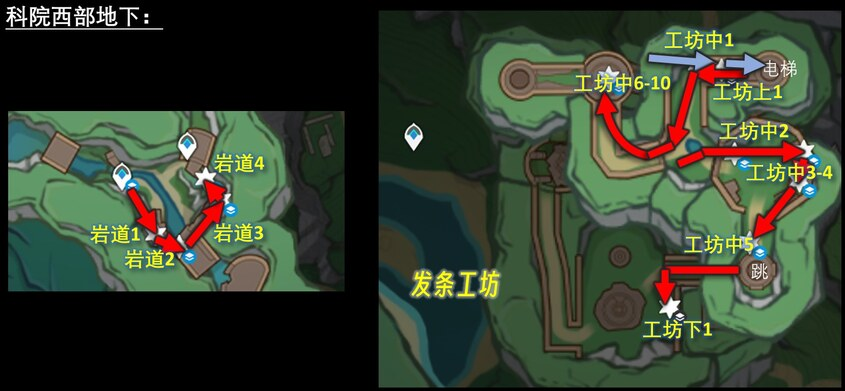 科院西部地下：
岩道4
岩道1
岩道3
岩道2
工坊中1
电梯
工坊中6-10
工坊上1
工坊中2
工坊中3-4
工坊中5
跳
发条工坊
工坊下1